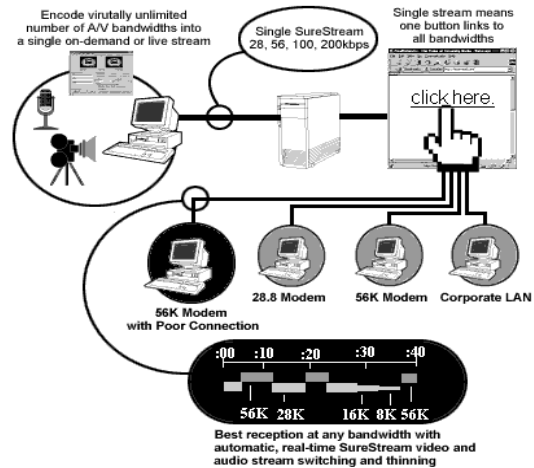 Encode virutally unlimited
number of A/V bandwidths into
a single on-demand or live stream
Single SureStream
28, 56, 100, 200kbps
Single stream means
one button links to
all bandwidths
click here.
56K Modem
with Poor Connection
28.8 Modem
56K Modem
Corporate LAN
:00 :10 :20 :30 :40
56K 28K 16K 8K 56K
Best reception at any bandwidth with
automatic, real-time SureStream video and
audio stream switching and thinning